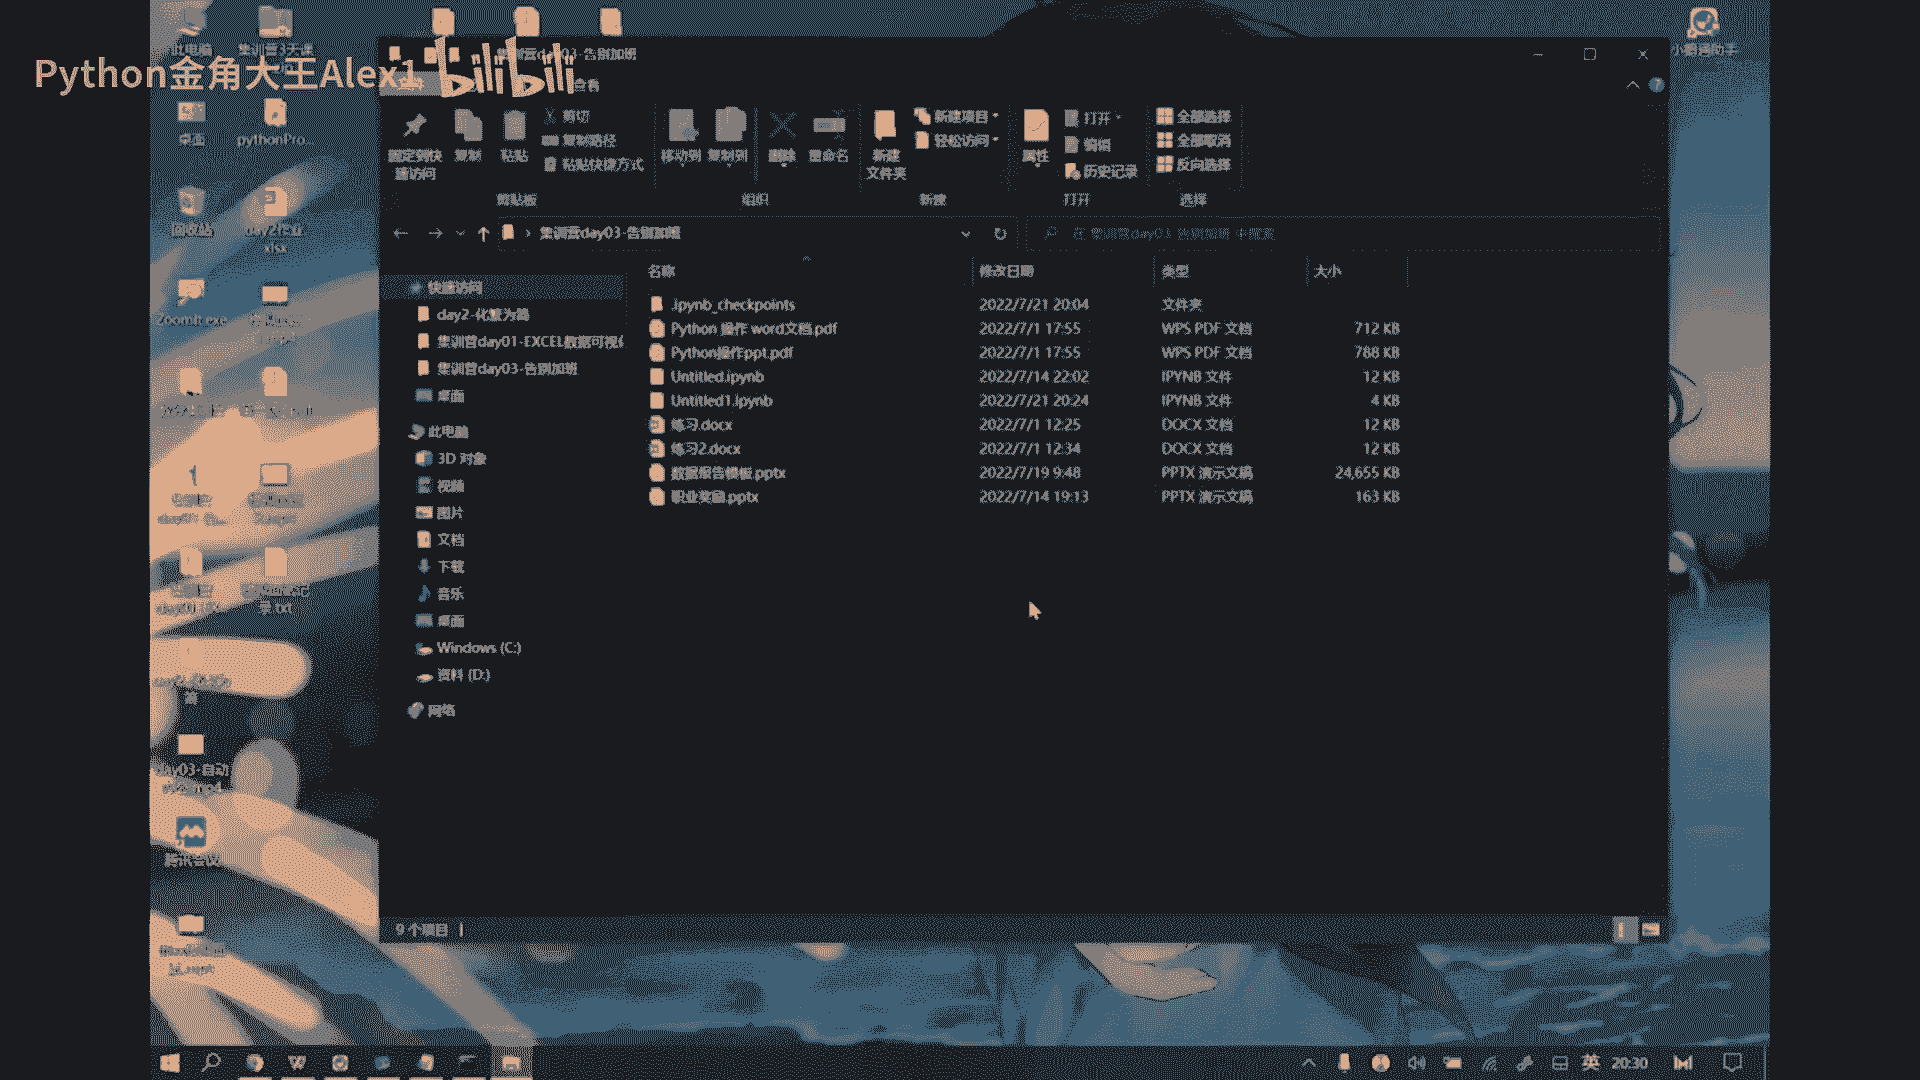 此电脑
集训营3天课
小鹅通助手
集训营day03-告别加班
Python金角大王Alex1 bilibili
查看
桌面
pythonPro...
固定到快
速访问
复制
粘贴
剪切
复制路径
粘贴快捷方式
移动到
复制到
删除
重命名
新建
文件夹
新建项目
轻松访问
属性
打开
编辑
历史记录
全部选择
全部取消
反向选择
剪贴板
组织
新建
打开
选择
回收站
day2作业
xlsx
集训营day03-告别加班
在 集训营day03-告别加班 中搜索
名称
修改日期
类型
大小
快速访问
day2-化繁为简
集训营day01-EXCEL数据可视化
集训营day03-告别加班
桌面
此电脑
3D 对象
视频
图片
文档
下载
音乐
桌面
Windows (C:)
资料 (D:)
网络
.ipynb_checkpoints 2022/7/21 20:04 文件夹
Python 操作 word文档.pdf 2022/7/1 17:55 WPS PDF 文档 712 KB
Python操作ppt.pdf 2022/7/1 17:55 WPS PDF 文档 788 KB
Untitled.ipynb 2022/7/14 22:02 IPYNB 文件 12 KB
Untitled1.ipynb 2022/7/21 20:24 IPYNB 文件 4 KB
练习.docx 2022/7/1 12:25 DOCX 文档 12 KB
练习2.docx 2022/7/1 12:34 DOCX 文档 12 KB
数据报告模板.pptx 2022/7/19 9:48 PPTX 演示文稿 24,655 KB
职业奖励.pptx 2022/7/14 19:13 PPTX 演示文稿 163 KB
ZoomIt.exe
录.txt
day03-自动
腾讯会议
9 个项目
英
20:30